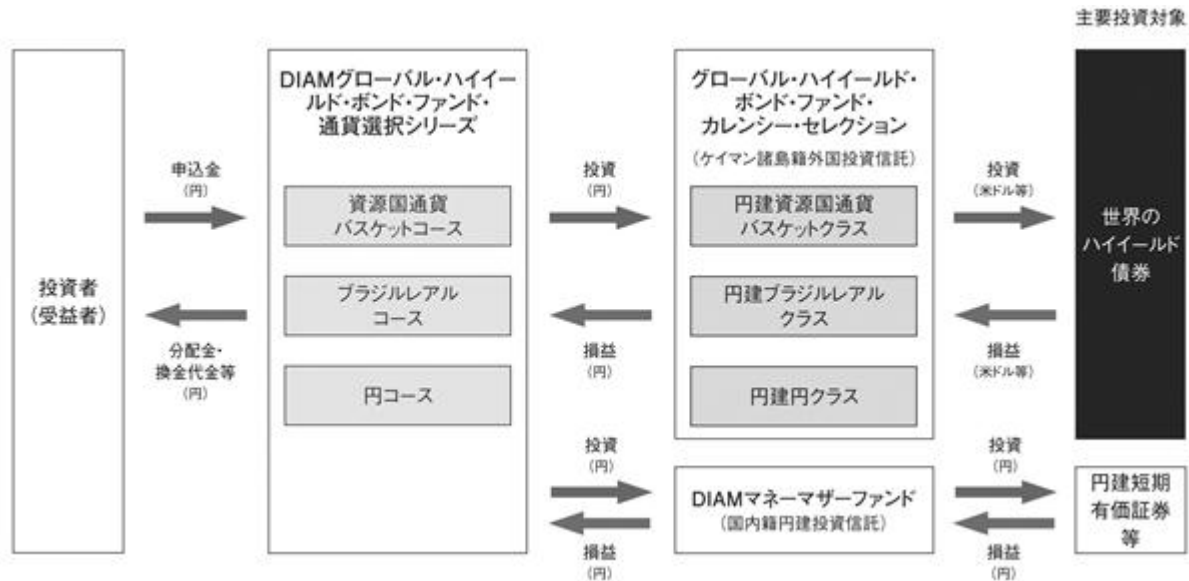 主要投資対象
投資者
(受益者)
申込金
(円)
分配金・
換金代金等
(円)
DIAMグローバル・ハイイー
ルド・ボンド・ファンド・
通貨選択シリーズ
資源国通貨
バスケットコース
ブラジルレアル
コース
円コース
投資
(円)
損益
(円)
グローバル・ハイイールド・
ボンド・ファンド・
カレンシー・セレクション
(ケイマン諸島籍外国投資信託)
円建資源国通貨
バスケットクラス
円建ブラジルレアル
クラス
円建円クラス
投資
(米ドル等)
損益
(米ドル等)
世界の
ハイイールド
債券
投資
(円)
損益
(円)
DIAMマネーマザーファンド
(国内籍円建投資信託)
投資
(円)
損益
(円)
円建短期
有価証券
等